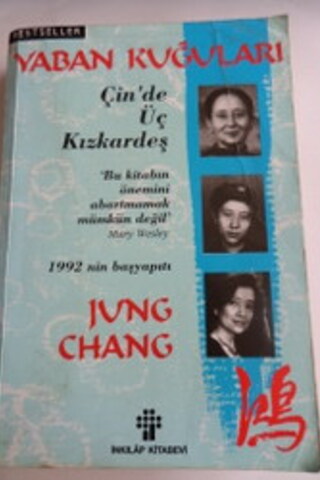 BESTSELLER
YABAN KUĞULARI
Çin'de
Üç
Kızkardeş
'Bu kitabın
önemini
abartmamak
mümkün değil'
Mary Wesley
1992 nin başyapıtı
JUNG
CHANG
鴻
İNKILÂP KİTABEVİ